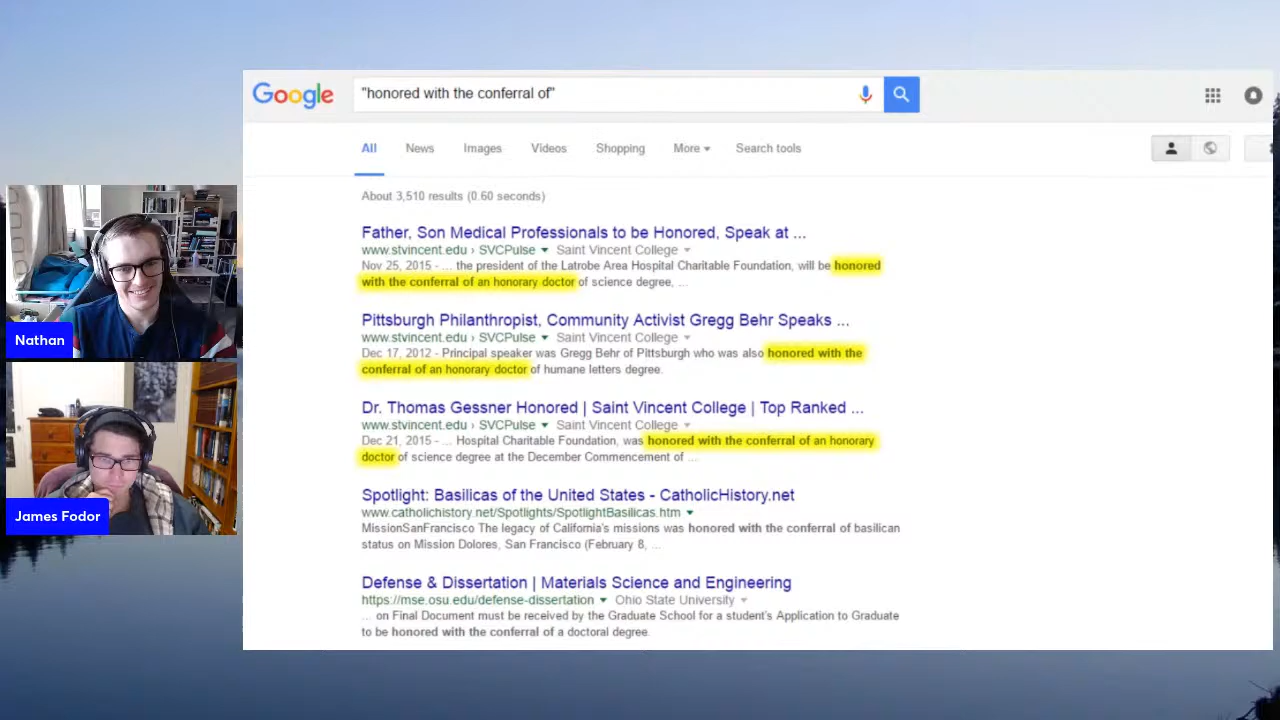 Google
"honored with the conferral of"
All News Images Videos Shopping More Search tools
About 3,510 results (0.60 seconds)
Father, Son Medical Professionals to be Honored, Speak at ...
www.stvincent.edu › SVCPulse Saint Vincent College
Nov 25, 2015 - ... the president of the Latrobe Area Hospital Charitable Foundation, will be honored
with the conferral of an honorary doctor of science degree, ...
Pittsburgh Philanthropist, Community Activist Gregg Behr Speaks ...
www.stvincent.edu › SVCPulse Saint Vincent College
Dec 17, 2012 - Principal speaker was Gregg Behr of Pittsburgh who was also honored with the
conferral of an honorary doctor of humane letters degree.
Dr. Thomas Gessner Honored | Saint Vincent College | Top Ranked ...
www.stvincent.edu › SVCPulse Saint Vincent College
Dec 21, 2015 - ... Hospital Charitable Foundation, was honored with the conferral of an honorary
doctor of science degree at the December Commencement of ...
Spotlight: Basilicas of the United States - CatholicHistory.net
www.catholichistory.net/Spotlights/SpotlightBasilicas.htm
MissionSanFrancisco The legacy of California's missions was honored with the conferral of basilican
status on Mission Dolores, San Francisco (February 8, ...
Defense & Dissertation | Materials Science and Engineering
https://mse.osu.edu/defense-dissertation Ohio State University
... on Final Document must be received by the Graduate School for a student's Application to Graduate
to be honored with the conferral of a doctoral degree.
Nathan
James Fodor